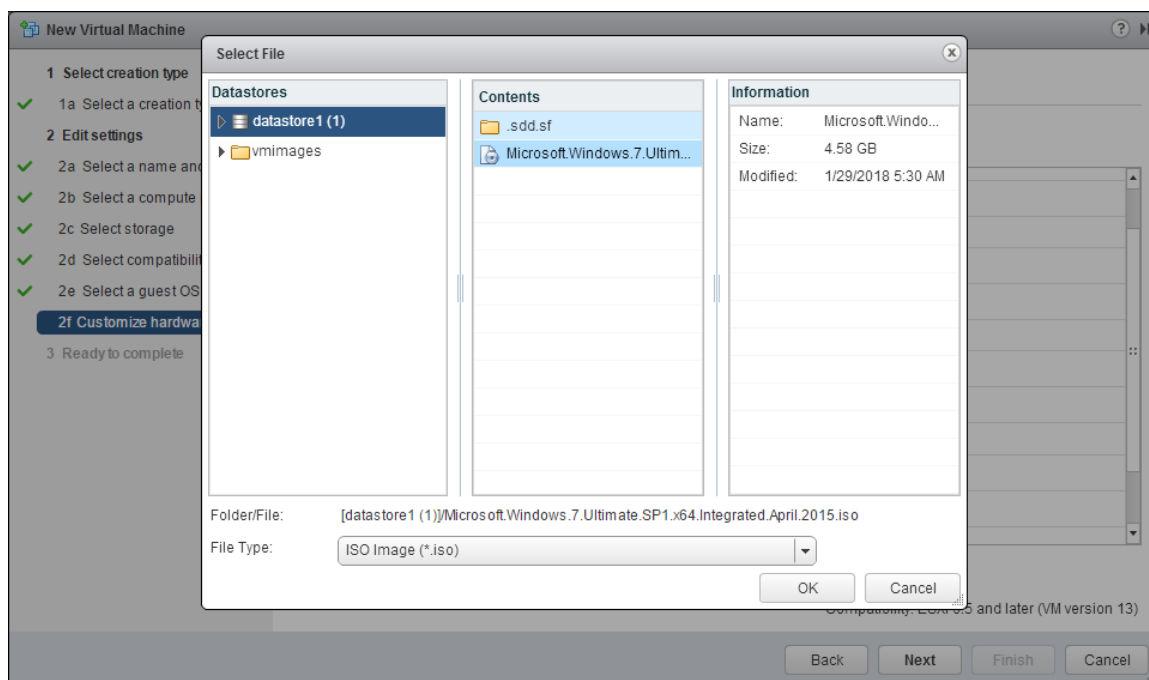 New Virtual Machine
1 Select creation type
1a Select a creation ty
2 Edit settings
2a Select a name and
2b Select a compute
2c Select storage
2d Select compatibilit
2e Select a guest OS
2f Customize hardwa
3 Ready to complete
Select File
Datastores
datastore1 (1)
vmimages
Contents
.sdd.sf
Microsoft.Windows.7.Ultim...
Information
Name: Microsoft.Windo...
Size: 4.58 GB
Modified: 1/29/2018 5:30 AM
Folder/File: [datastore1 (1)]/Microsoft.Windows.7.Ultimate.SP1.x64.Integrated.April.2015.iso
File Type: ISO Image (*.iso)
OK Cancel
Compatibility: ESXi 6.5 and later (VM version 13)
Back Next Finish Cancel